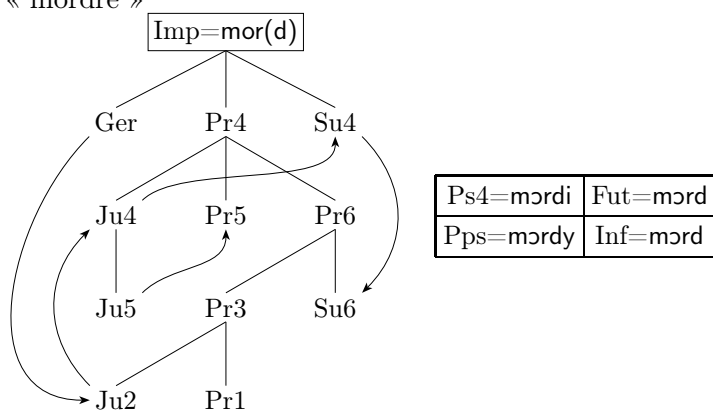 « mordre »
Imp=mor(d)
Ger Pr4 Su4
Ju4 Pr5 Pr6
Ps4=mɔrdi Fut=mɔrd
Pps=mɔrdy Inf=mɔrd
Ju5 Pr3 Su6
Ju2 Pr1